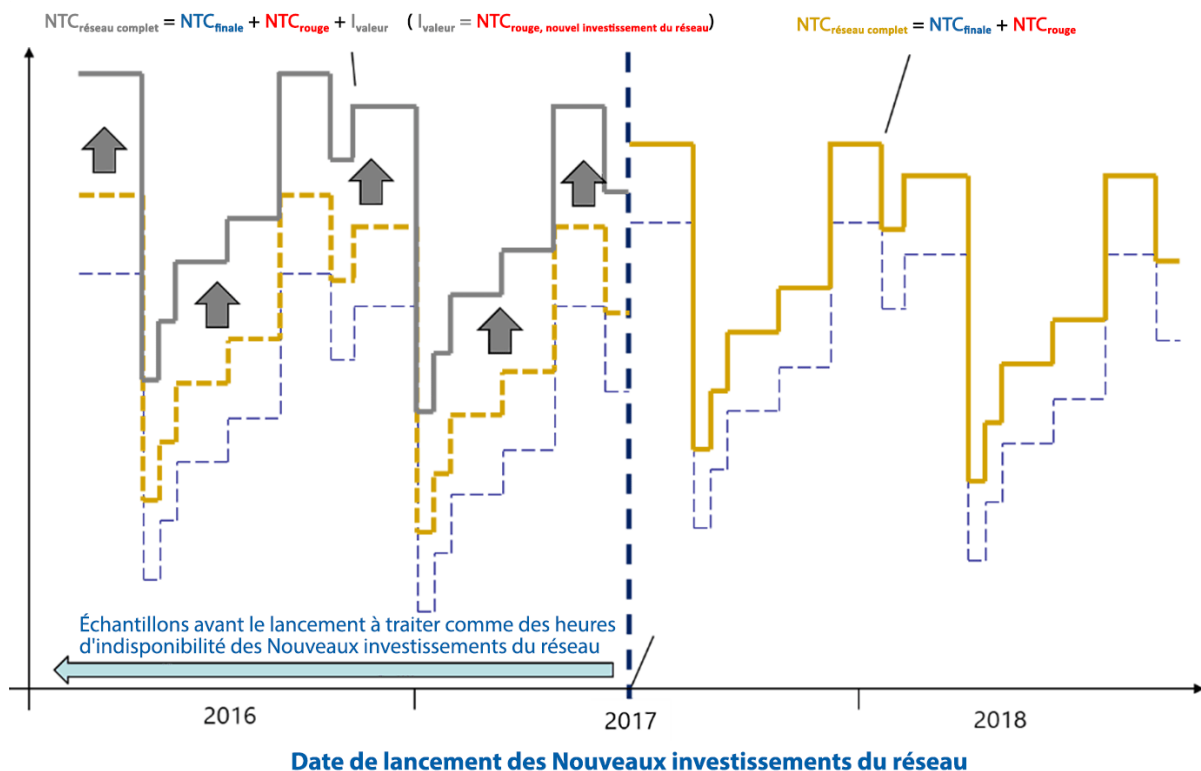 NTCréseau complet = NTCfinale + NTCrouge + Ivaleur ( Ivaleur = NTCrouge, nouvel investissement du réseau)
NTCréseau complet = NTCfinale + NTCrouge
Échantillons avant le lancement à traiter comme des heures
d'indisponibilité des Nouveaux investissements du réseau
2016
2017
2018
Date de lancement des Nouveaux investissements du réseau